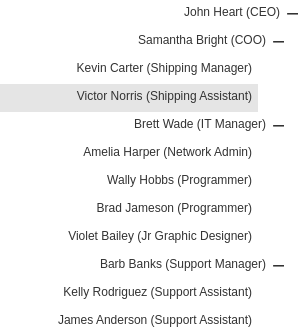 John Heart (CEO)
Samantha Bright (COO)
Kevin Carter (Shipping Manager)
Victor Norris (Shipping Assistant)
Brett Wade (IT Manager)
Amelia Harper (Network Admin)
Wally Hobbs (Programmer)
Brad Jameson (Programmer)
Violet Bailey (Jr Graphic Designer)
Barb Banks (Support Manager)
Kelly Rodriguez (Support Assistant)
James Anderson (Support Assistant)